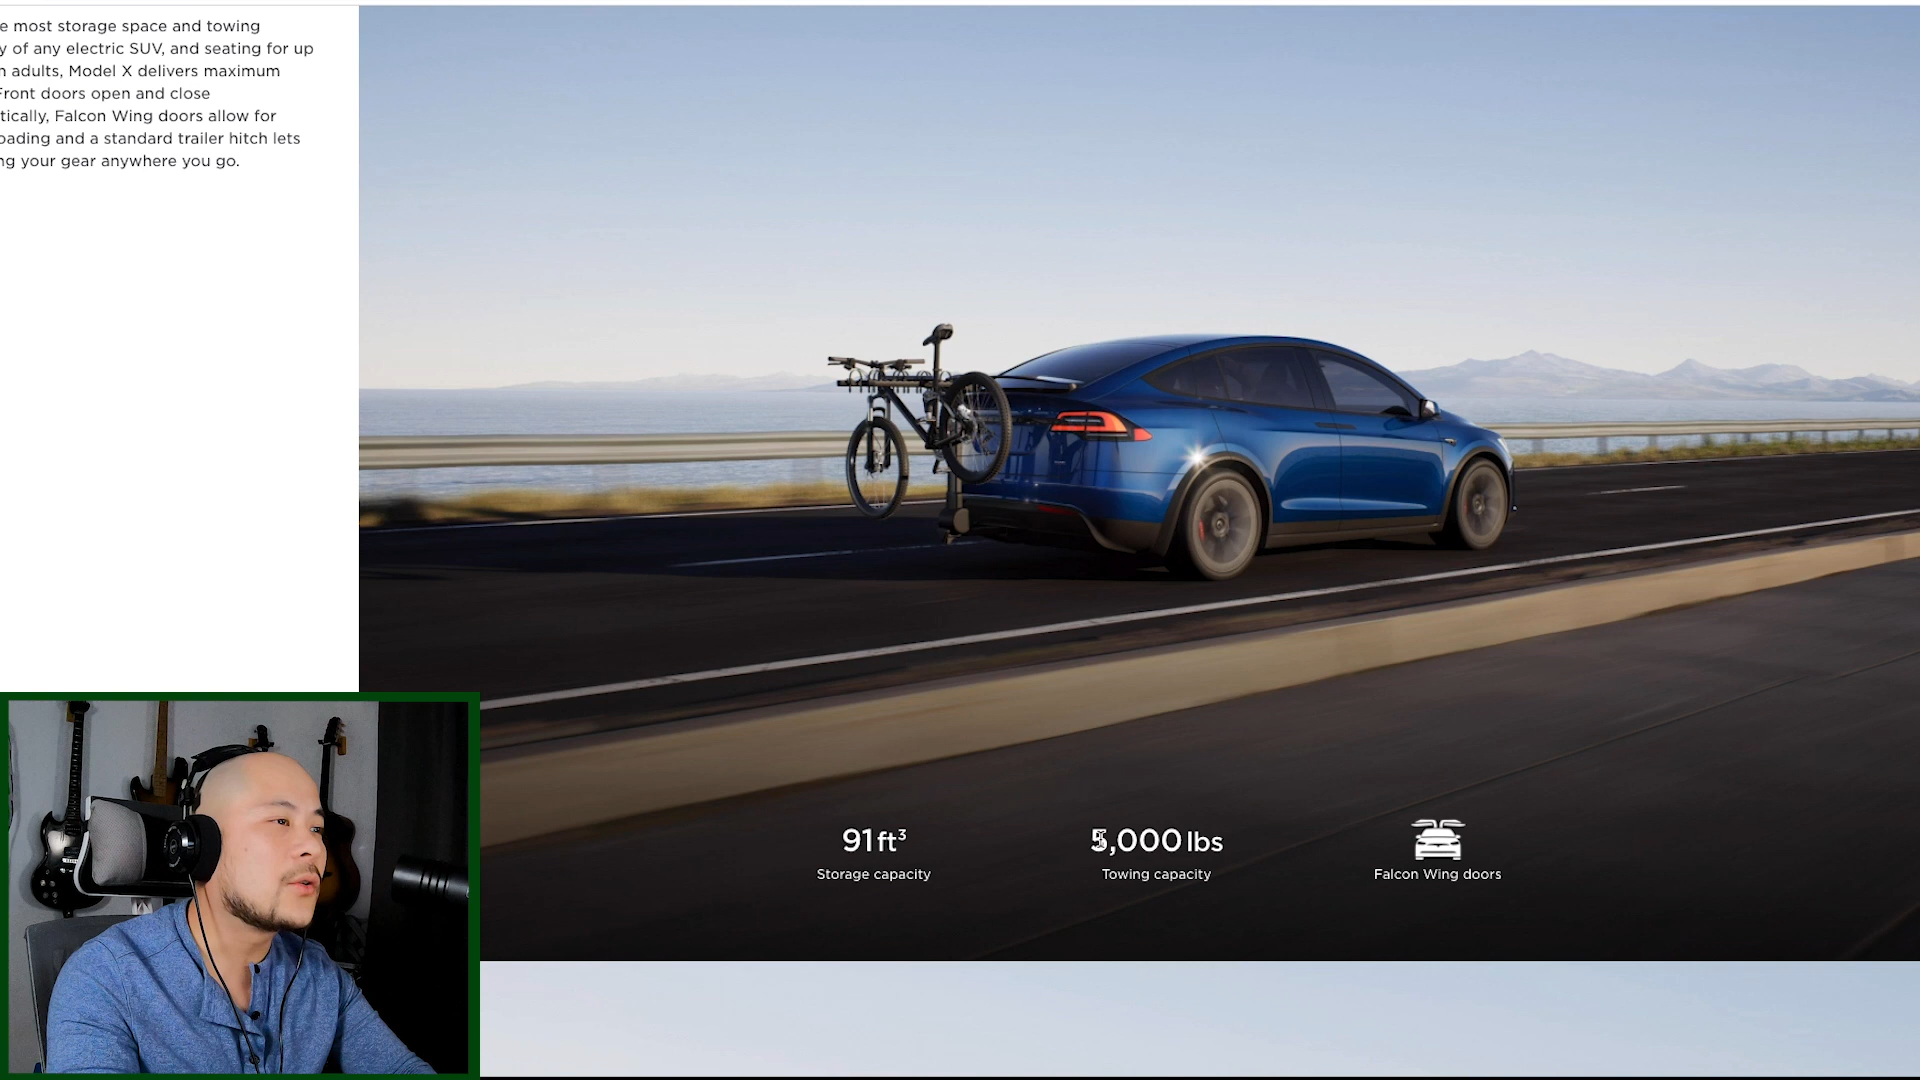 e most storage space and towing
y of any electric SUV, and seating for up
n adults, Model X delivers maximum
Front doors open and close
tically, Falcon Wing doors allow for
oading and a standard trailer hitch lets
ng your gear anywhere you go.
91 ft³
5,000 lbs
Storage capacity
Towing capacity
Falcon Wing doors